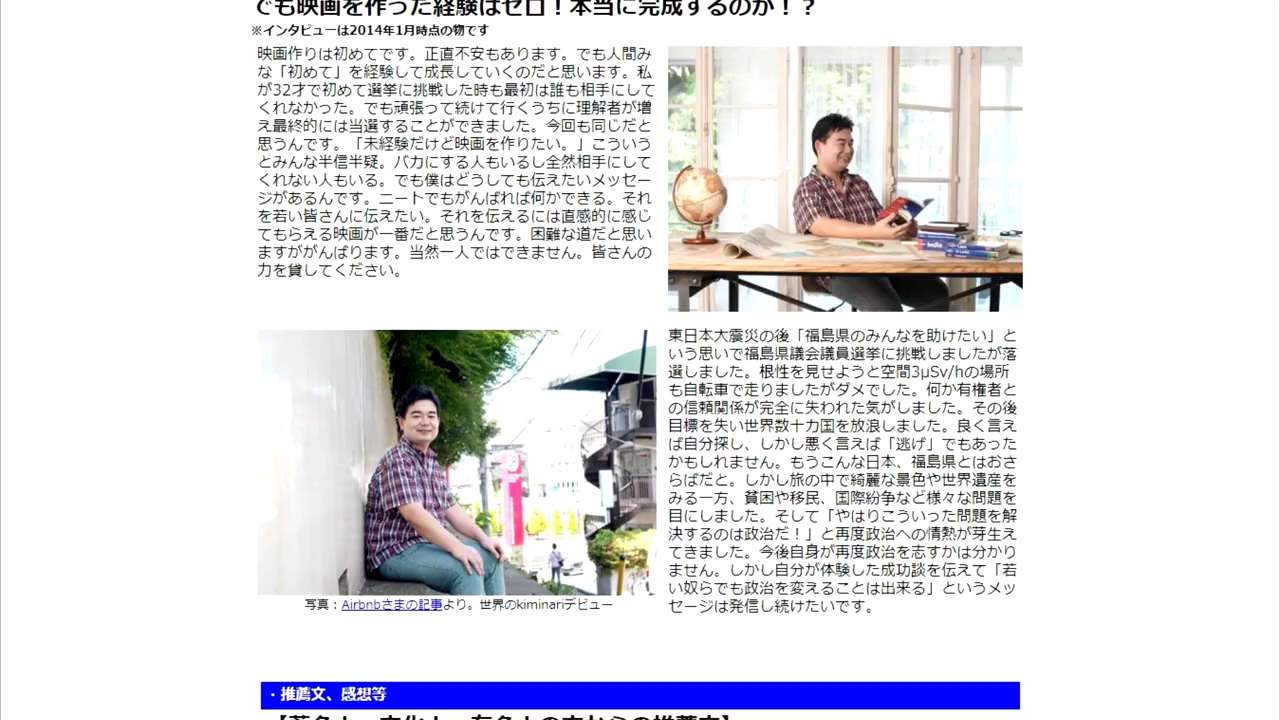 でも映画を作った経験はゼロ！本当に完成するのか！？
※インタビューは2014年1月時点の物です
映画作りは初めてです。正直不安もあります。でも人間み
な「初めて」を経験して成長していくのだと思います。私
が32才で初めて選挙に挑戦した時も最初は誰も相手にして
くれなかった。でも頑張って続けて行くうちに理解者が増
え最終的には当選することができました。今回も同じだと
思うんです。「未経験だけど映画を作りたい。」こういう
とみんな半信半疑。バカにする人もいるし全然相手にして
くれない人もいる。でも僕はどうしても伝えたいメッセー
ジがあるんです。ニートでもがんばれば何かできる。それ
を若い皆さんに伝えたい。それを伝えるには直感的に感じ
てもらえる映画が一番だと思うんです。困難な道だと思い
ますががんばります。当然一人ではできません。皆さんの
力を貸してください。
India
東日本大震災の後「福島県のみんなを助けたい」と
いう思いで福島県議会議員選挙に挑戦しましたが落
選しました。根性を見せようと空間3μSv/hの場所
も自転車で走りましたがダメでした。何か有権者と
の信頼関係が完全に失われた気がしました。その後
目標を失い世界数十カ国を放浪しました。良く言え
ば自分探し、しかし悪く言えば「逃げ」でもあった
かもしれません。もうこんな日本、福島県とはおさ
らばだと。しかし旅の中で綺麗な景色や世界遺産を
みる一方、貧困や移民、国際紛争など様々な問題を
目にしました。そして「やはりこういった問題を解
決するのは政治だ！」と再度政治への情熱が芽生え
てきました。今後自身が再度政治を志すかは分かり
ません。しかし自分が体験した成功談を伝えて「若
い奴らでも政治を変えることは出来る」というメッ
セージは発信し続けたいです。
写真：Airbnbさまの記事より。世界のkiminariデビュー
・推薦文、感想等